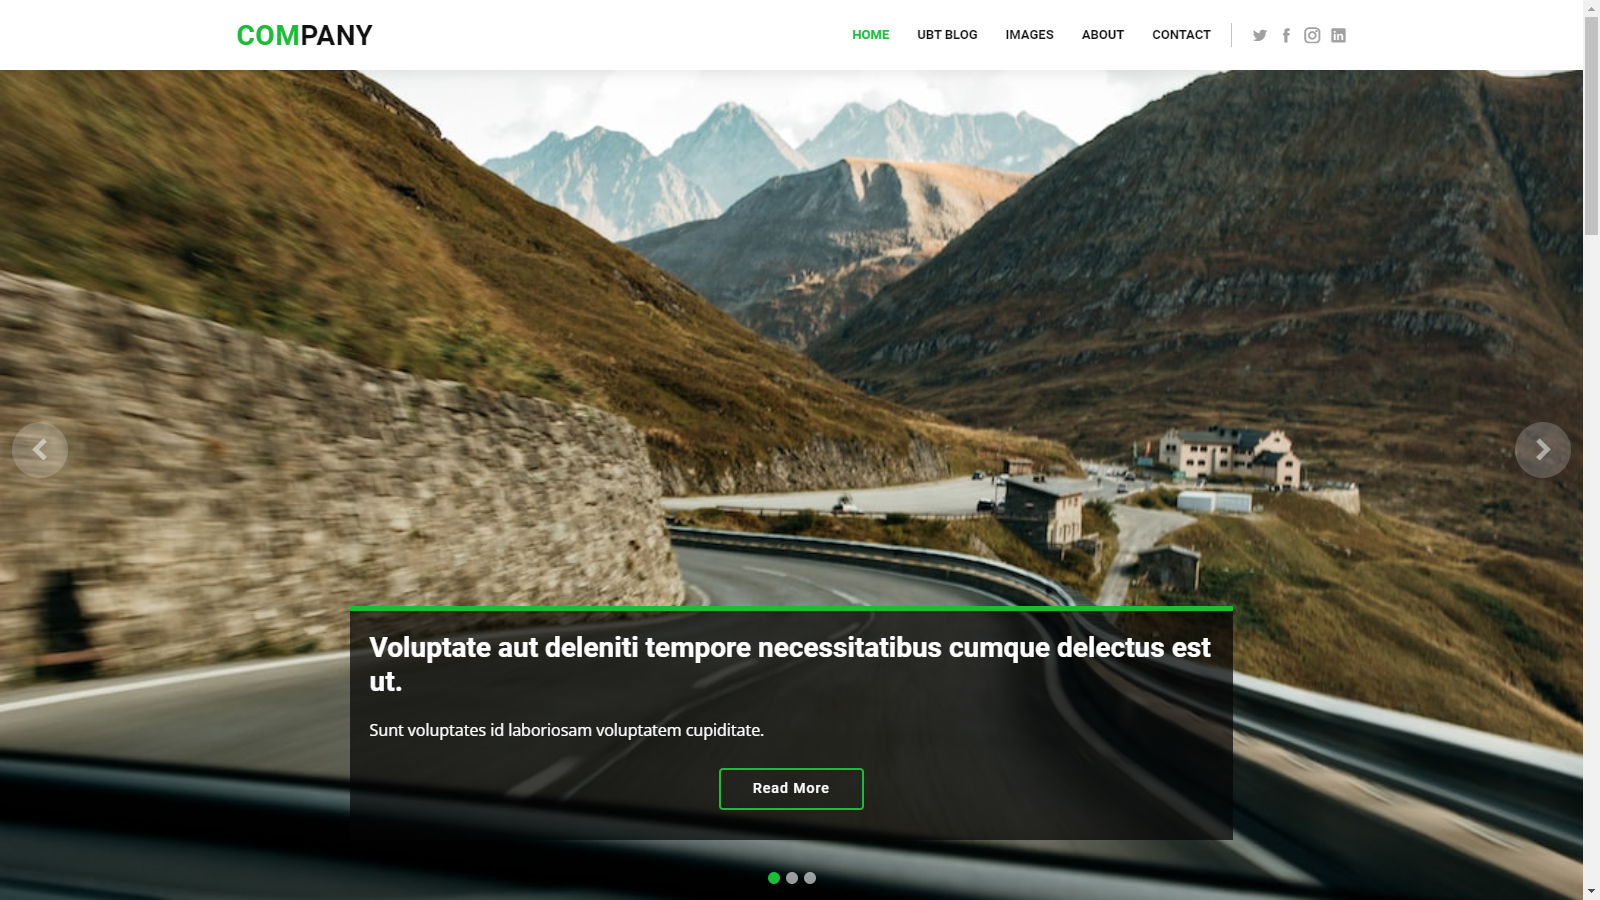 COMPANY
HOME UBT BLOG IMAGES ABOUT CONTACT
Voluptate aut deleniti tempore necessitatibus cumque delectus est
ut.
Sunt voluptates id laboriosam voluptatem cupiditate.
Read More